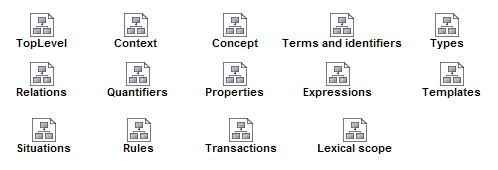 TopLevel Context Concept Terms and identifiers Types
Relations Quantifiers Properties Expressions Templates
Situations Rules Transactions Lexical scope